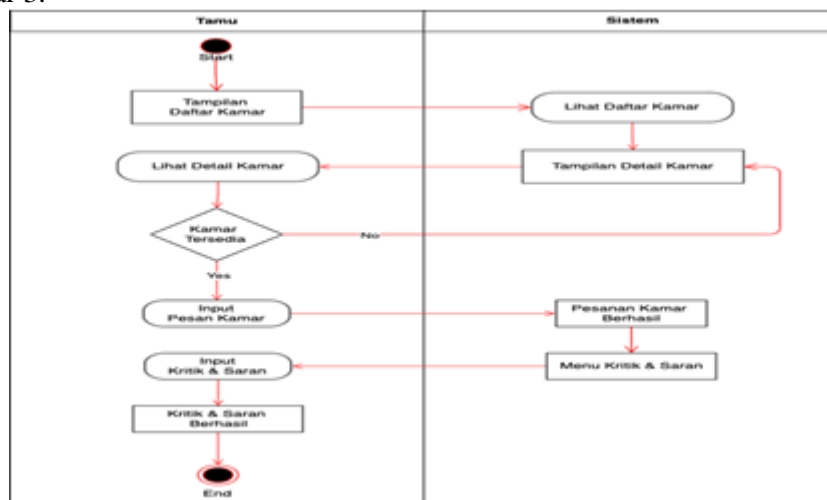 Tamu
Sistem
Start
Tampilan
Daftar Kamar
Lihat Daftar Kamar
Lihat Detail Kamar
Tampilan Detail Kamar
Kamar
Tersedia
No
Yes
Input
Pesan Kamar
Pesanan Kamar
Berhasil
Input
Kritik & Saran
Menu Kritik & Saran
Kritik & Saran
Berhasil
End